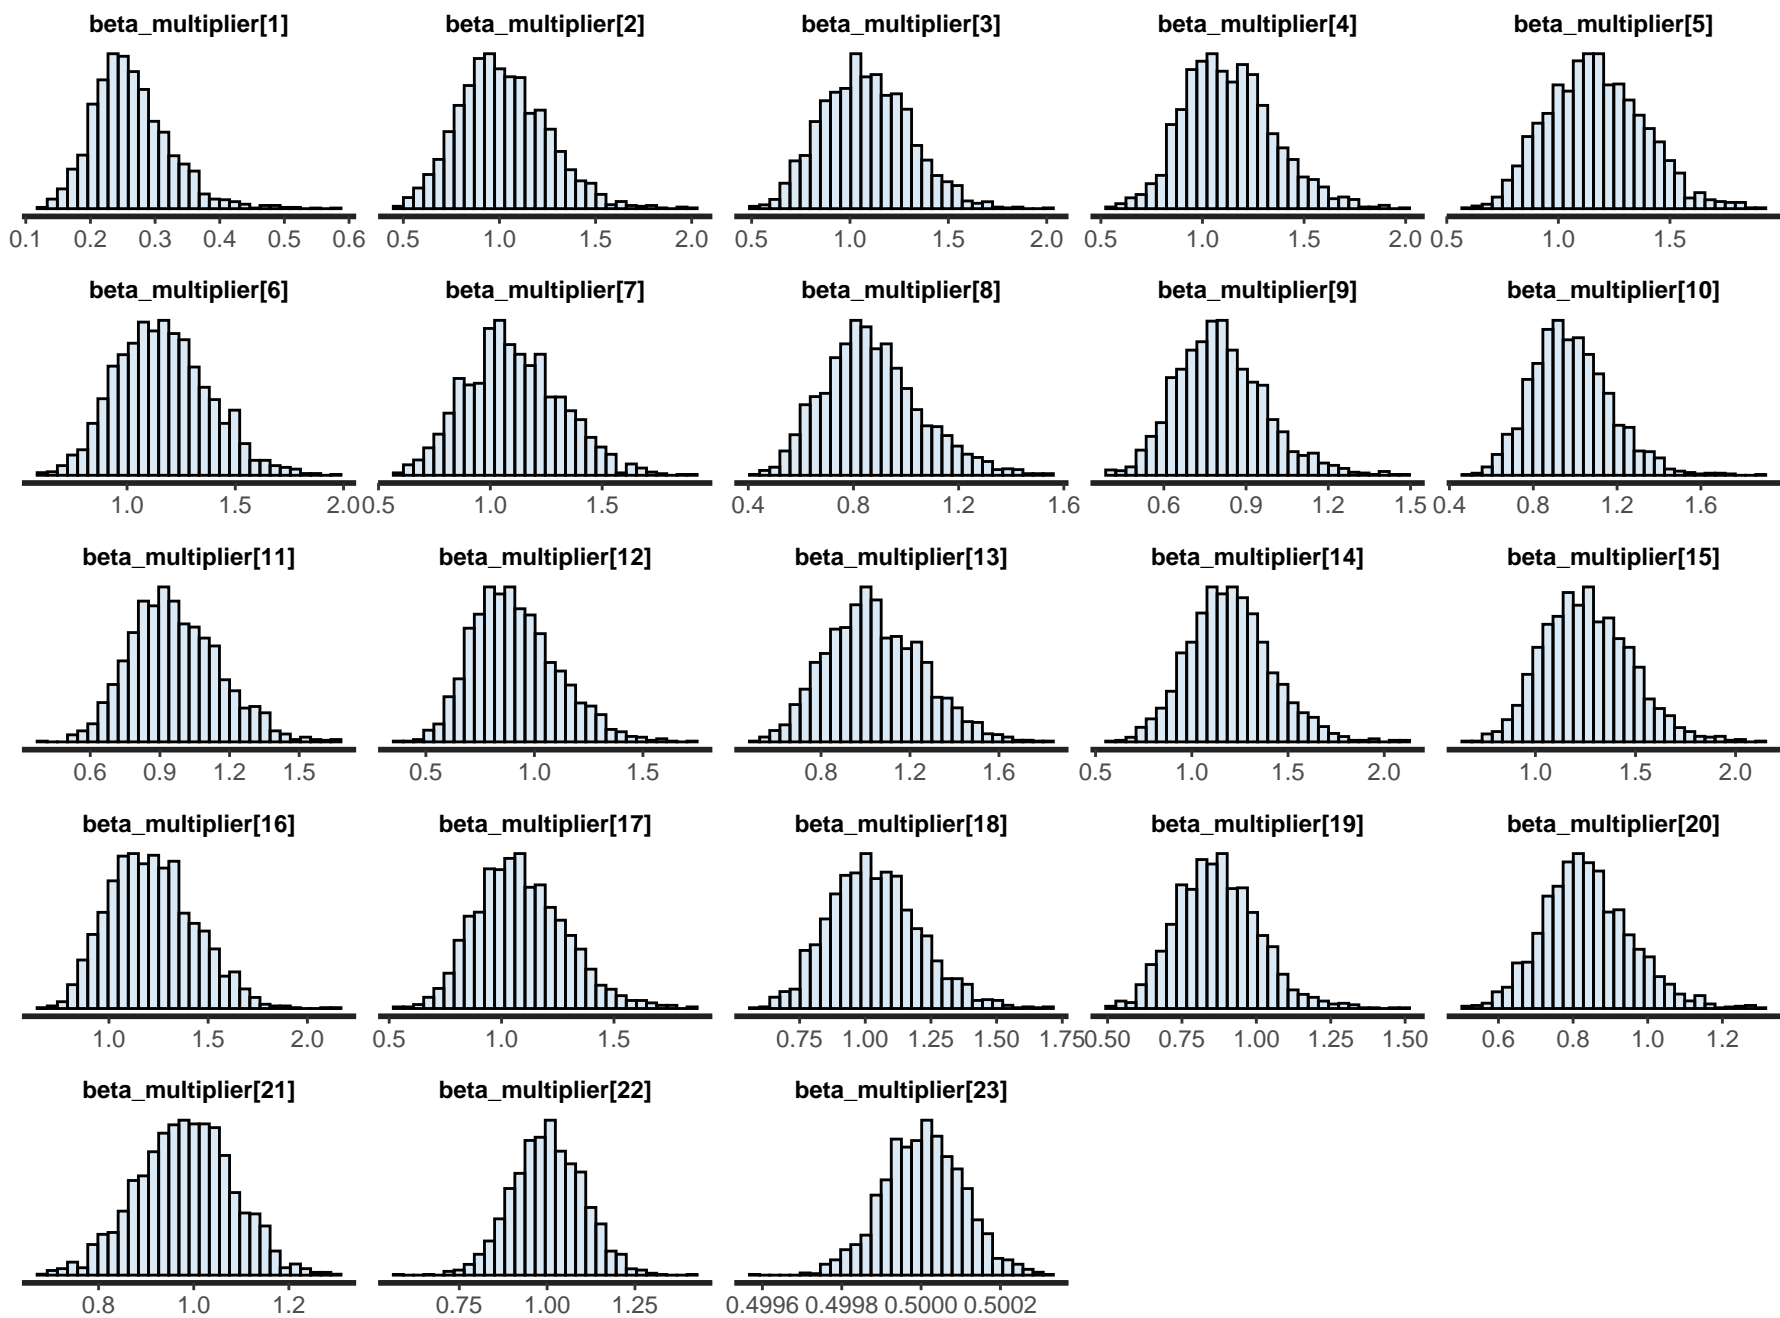 beta_multiplier[1] beta_multiplier[2] beta_multiplier[3] beta_multiplier[4] beta_multiplier[5]
0.1 0.2 0.3 0.4 0.5 0.6 0.5 1.0 1.5 2.0 0.5 1.0 1.5 2.0 0.5 1.0 1.5 2.0 0.5 1.0 1.5
beta_multiplier[6] beta_multiplier[7] beta_multiplier[8] beta_multiplier[9] beta_multiplier[10]
1.0 1.5 2.0 0.5 1.0 1.5 0.4 0.8 1.2 1.6 0.6 0.9 1.2 1.5 0.4 0.8 1.2 1.6
beta_multiplier[11] beta_multiplier[12] beta_multiplier[13] beta_multiplier[14] beta_multiplier[15]
0.6 0.9 1.2 1.5 0.5 1.0 1.5 0.8 1.2 1.6 0.5 1.0 1.5 2.0 1.0 1.5 2.0
beta_multiplier[16] beta_multiplier[17] beta_multiplier[18] beta_multiplier[19] beta_multiplier[20]
1.0 1.5 2.0 0.5 1.0 1.5 0.75 1.00 1.25 1.50 1.75 0.50 0.75 1.00 1.25 1.50 0.6 0.8 1.0 1.2
beta_multiplier[21] beta_multiplier[22] beta_multiplier[23]
0.8 1.0 1.2 0.75 1.00 1.25 0.4996 0.4998 0.5000 0.5002